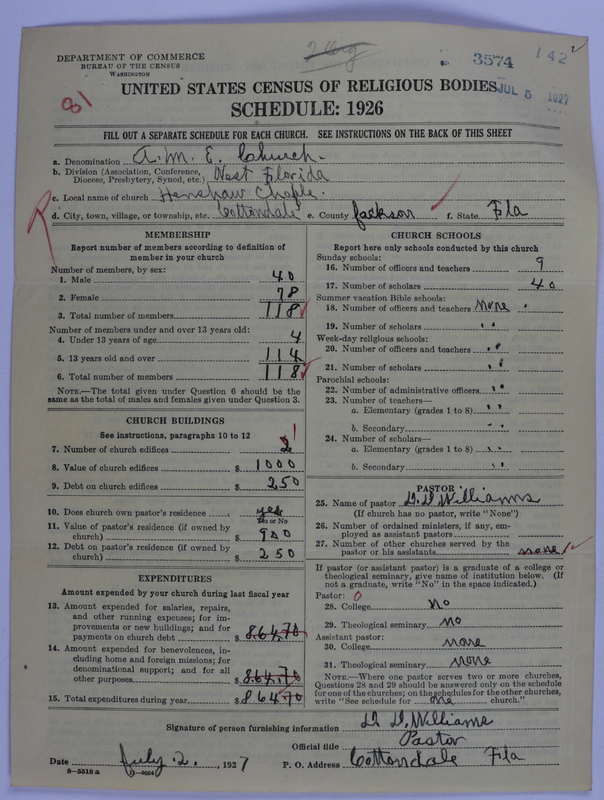 DEPARTMENT OF COMMERCE
BUREAU OF THE CENSUS
WASHINGTON
3574
142
JUL 5 1927
81
UNITED STATES CENSUS OF RELIGIOUS BODIES
SCHEDULE: 1926
FILL OUT A SEPARATE SCHEDULE FOR EACH CHURCH. SEE INSTRUCTIONS ON THE BACK OF THIS SHEET
a. Denomination A. M. E. Church.
b. Division (Association, Conference, Diocese, Presbytery, Synod, etc.) West Florida
c. Local name of church Henshaw Chaple.
d. City, town, village, or township, etc. Cottondale e. County Jackson f. State Fla
MEMBERSHIP
Report number of members according to definition of
member in your church
Number of members, by sex:
1. Male 40
2. Female 78
3. Total number of members 118
Number of members under and over 13 years old:
4. Under 13 years of age 4
5. 13 years old and over 114
6. Total number of members 118
NOTE.—The total given under Question 6 should be
same as the total of males and females given under Question 3.
CHURCH BUILDINGS
See instructions, paragraphs 10 to 12
7. Number of church edifices 2 1
8. Value of church edifices $ 1000
9. Debt on church edifices $ 250
10. Does church own pastor's residence yes
Yes or No
11. Value of pastor's residence (if owned by
church) $ 900
12. Debt on pastor's residence (if owned by
church) $ 250
EXPENDITURES
Amount expended by your church during last fiscal year
13. Amount expended for salaries, repairs,
and other running expenses; for im-
provements or new buildings; and for
payments on church debt $ 864.70
14. Amount expended for benevolences, in-
cluding home and foreign missions; for
denominational support; and for all
other purposes $ 864.70
15. Total expenditures during year $ 864.70
CHURCH SCHOOLS
Report here only schools conducted by this church
Sunday schools:
16. Number of officers and teachers 9
17. Number of scholars 40
Summer vacation Bible schools:
18. Number of officers and teachers none
19. Number of scholars "
Week-day religious schools:
20. Number of officers and teachers "
21. Number of scholars "
Parochial schools:
22. Number of administrative officers "
23. Number of teachers—
a. Elementary (grades 1 to 8) "
b. Secondary "
24. Number of scholars—
a. Elementary (grades 1 to 8) "
b. Secondary "
PASTOR
25. Name of pastor D. D. Williams
(If church has no pastor, write "None")
26. Number of ordained ministers, if any, em-
ployed as assistant pastors
27. Number of other churches served by the
pastor or his assistants none
If pastor (or assistant pastor) is a graduate of a college or
theological seminary, give name of institution below. (If
not a graduate, write "No" in the space indicated.)
Pastor: 0
28. College No
29. Theological seminary No
Assistant pastor:
30. College none
31. Theological seminary none
NOTE.—Where one pastor serves two or more churches,
Questions 28 and 29 should be answered only on the schedule
for one of the churches; on the schedules for the other churches,
write "See schedule for one church."
Signature of person furnishing information D. D. Williams
Official title Pastor
Date July 2, 1927 P. O. Address Cottondale Fla
8—5518 a